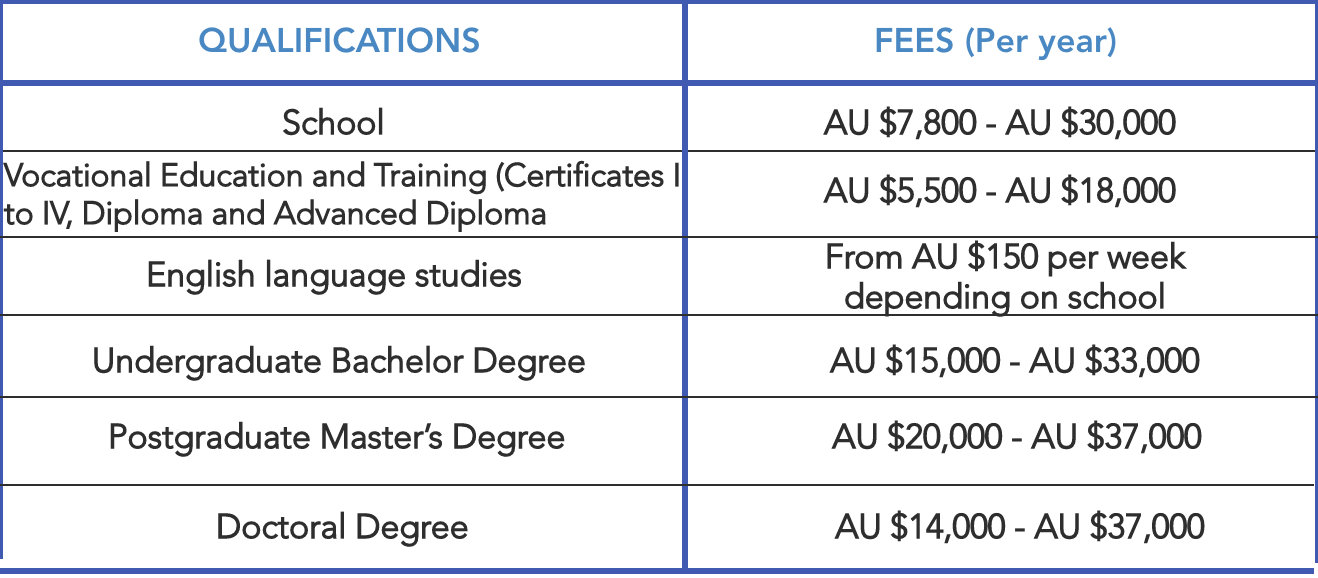 QUALIFICATIONS
FEES (Per year)
School
AU $7,800 - AU $30,000
Vocational Education and Training (Certificates I
to IV, Diploma and Advanced Diploma
AU $5,500 - AU $18,000
English language studies
From AU $150 per week
depending on school
Undergraduate Bachelor Degree
AU $15,000 - AU $33,000
Postgraduate Master’s Degree
AU $20,000 - AU $37,000
Doctoral Degree
AU $14,000 - AU $37,000